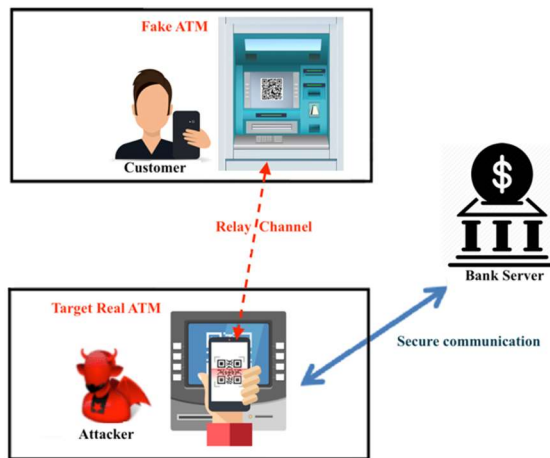 Fake ATM
Customer
Relay Channel
Bank Server
Target Real ATM
Secure communication
Attacker